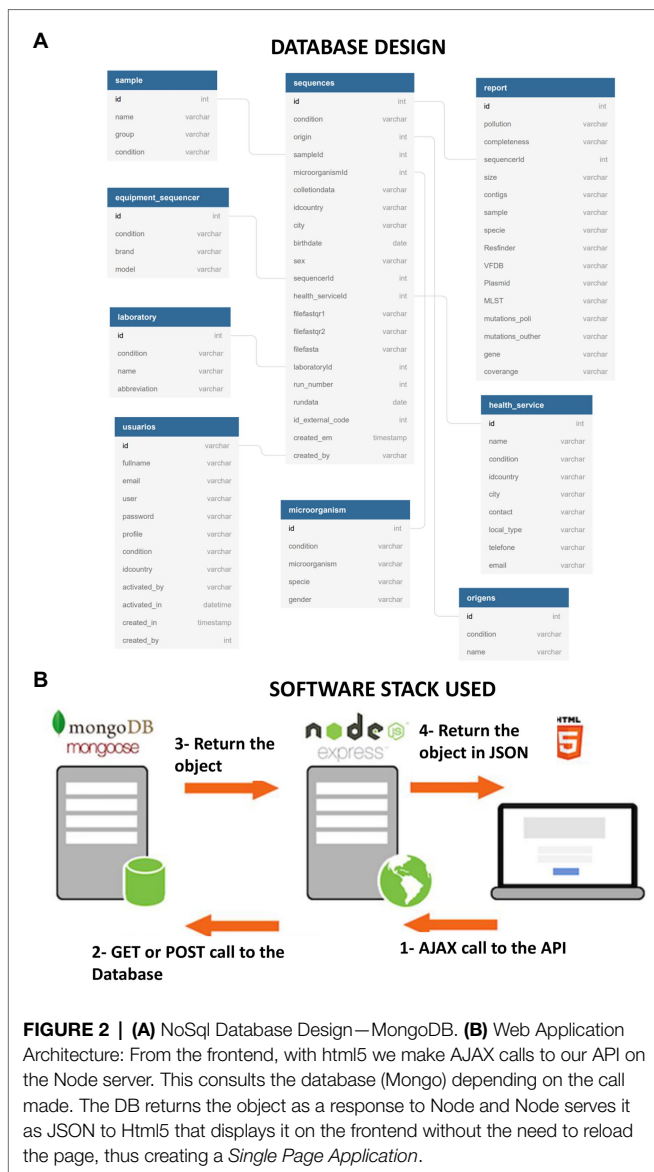 A
DATABASE DESIGN
sample
id int
name varchar
group varchar
condition varchar
equipment_sequencer
id int
condition varchar
brand varchar
model varchar
laboratory
id int
condition varchar
name varchar
abbreviation varchar
usuarios
id varchar
fullname varchar
email varchar
user varchar
password varchar
profile varchar
condition varchar
idcountry varchar
activated_by varchar
activated_in datetime
created_in timestamp
created_by int
sequences
id int
condition varchar
origin int
sampleId int
microorganismId int
colletiondata varchar
idcountry varchar
city varchar
birthdate date
sex varchar
sequencerId int
health_serviceId int
filefastqr1 varchar
filefastqr2 varchar
filefasta varchar
laboratoryId int
run_number int
rundata date
id_external_code int
created_em timestamp
created_by varchar
microorganism
id int
condition varchar
microorganism varchar
specie varchar
gender varchar
report
id int
pollution varchar
completeness varchar
sequencerId int
size varchar
contigs varchar
sample varchar
specie varchar
Resfinder varchar
VFDB varchar
Plasmid varchar
MLST varchar
mutations_poli varchar
mutations_outher varchar
gene varchar
coverange varchar
health_service
id int
name varchar
condition varchar
idcountry varchar
city varchar
contact varchar
local_type varchar
telefone varchar
email varchar
origens
id int
condition varchar
name varchar
B
SOFTWARE STACK USED
mongoDB
mongoose
3- Return the
object
node JS
express
4- Return the
object in JSON
HTML
5
2- GET or POST call to the
Database
1- AJAX call to the API
FIGURE 2 | (A) NoSql Database Design—MongoDB. (B) Web Application
Architecture: From the frontend, with html5 we make AJAX calls to our API on
the Node server. This consults the database (Mongo) depending on the call
made. The DB returns the object as a response to Node and Node serves it
as JSON to Html5 that displays it on the frontend without the need to reload
the page, thus creating a Single Page Application.